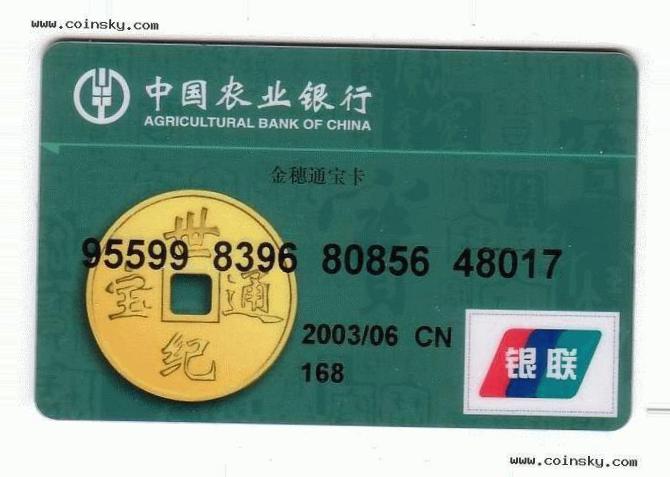 www.coinsky.com
中国农业银行
AGRICULTURAL BANK OF CHINA
金穗通宝卡
世
95599 8396 80856 48017
宝 通
纪
2003/06 CN
168
银联
www.coinsky.com